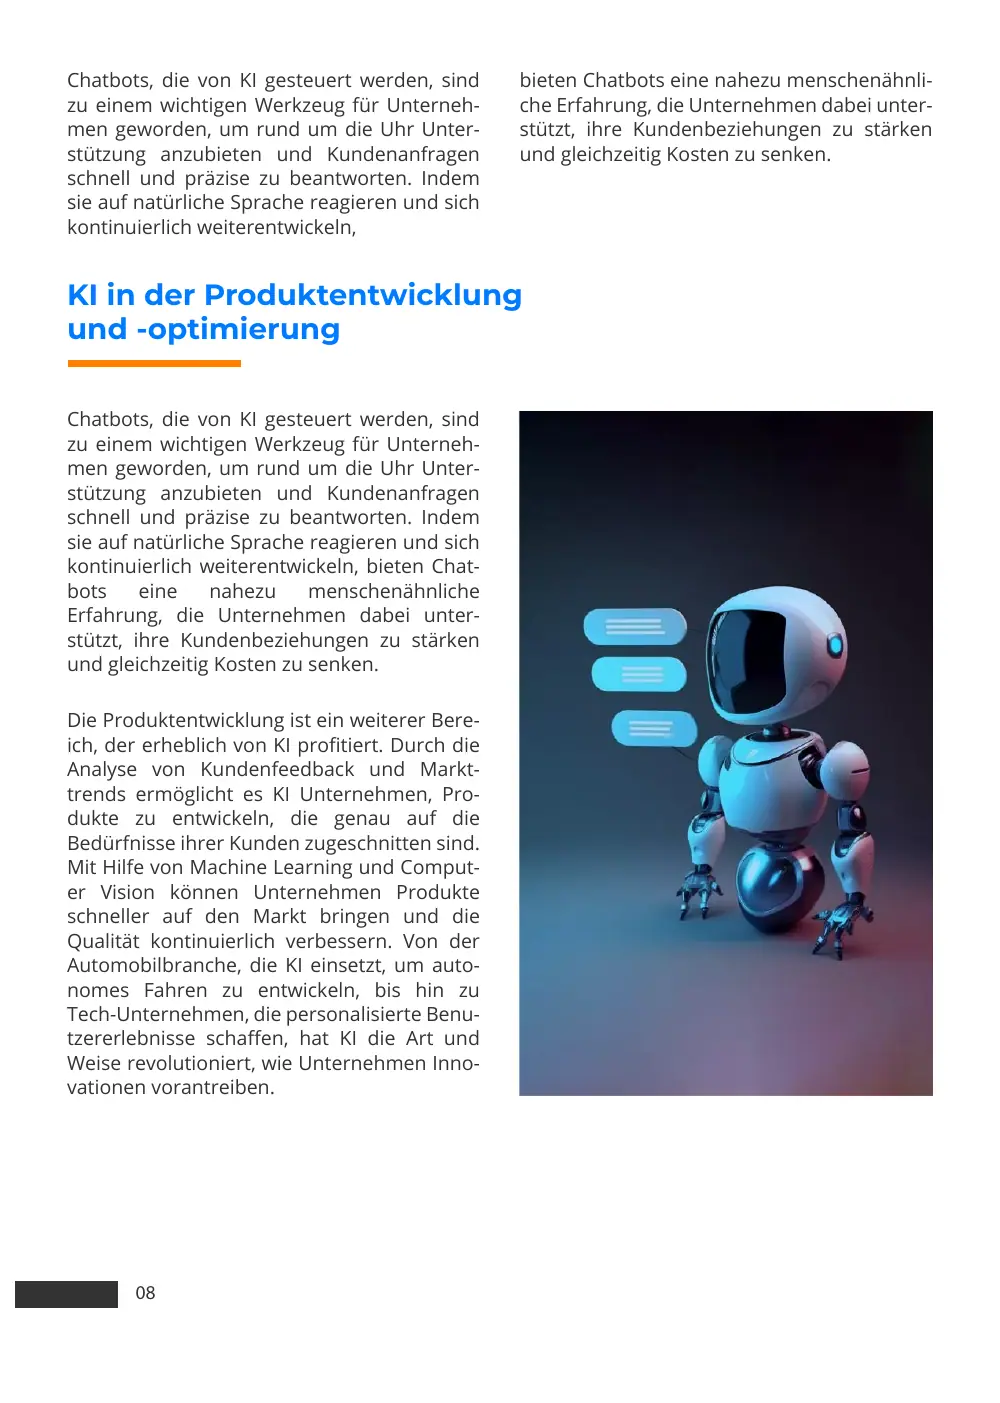 Chatbots, die von KI gesteuert werden, sind
zu einem wichtigen Werkzeug für Unterneh-
men geworden, um rund um die Uhr Unter-
stützung anzubieten und Kundenanfragen
schnell und präzise zu beantworten. Indem
sie auf natürliche Sprache reagieren und sich
kontinuierlich weiterentwickeln,
bieten Chatbots eine nahezu menschenähnli-
che Erfahrung, die Unternehmen dabei unter-
stützt, ihre Kundenbeziehungen zu stärken
und gleichzeitig Kosten zu senken.
KI in der Produktentwicklung
und -optimierung
Chatbots, die von KI gesteuert werden, sind
zu einem wichtigen Werkzeug für Unterneh-
men geworden, um rund um die Uhr Unter-
stützung anzubieten und Kundenanfragen
schnell und präzise zu beantworten. Indem
sie auf natürliche Sprache reagieren und sich
kontinuierlich weiterentwickeln, bieten Chat-
bots eine nahezu menschenähnliche
Erfahrung, die Unternehmen dabei unter-
stützt, ihre Kundenbeziehungen zu stärken
und gleichzeitig Kosten zu senken.
Die Produktentwicklung ist ein weiterer Bere-
ich, der erheblich von KI profitiert. Durch die
Analyse von Kundenfeedback und Markt-
trends ermöglicht es KI Unternehmen, Pro-
dukte zu entwickeln, die genau auf die
Bedürfnisse ihrer Kunden zugeschnitten sind.
Mit Hilfe von Machine Learning und Comput-
er Vision können Unternehmen Produkte
schneller auf den Markt bringen und die
Qualität kontinuierlich verbessern. Von der
Automobilbranche, die KI einsetzt, um auto-
nomes Fahren zu entwickeln, bis hin zu
Tech-Unternehmen, die personalisierte Benu-
tzererlebnisse schaffen, hat KI die Art und
Weise revolutioniert, wie Unternehmen Inno-
vationen vorantreiben.
08